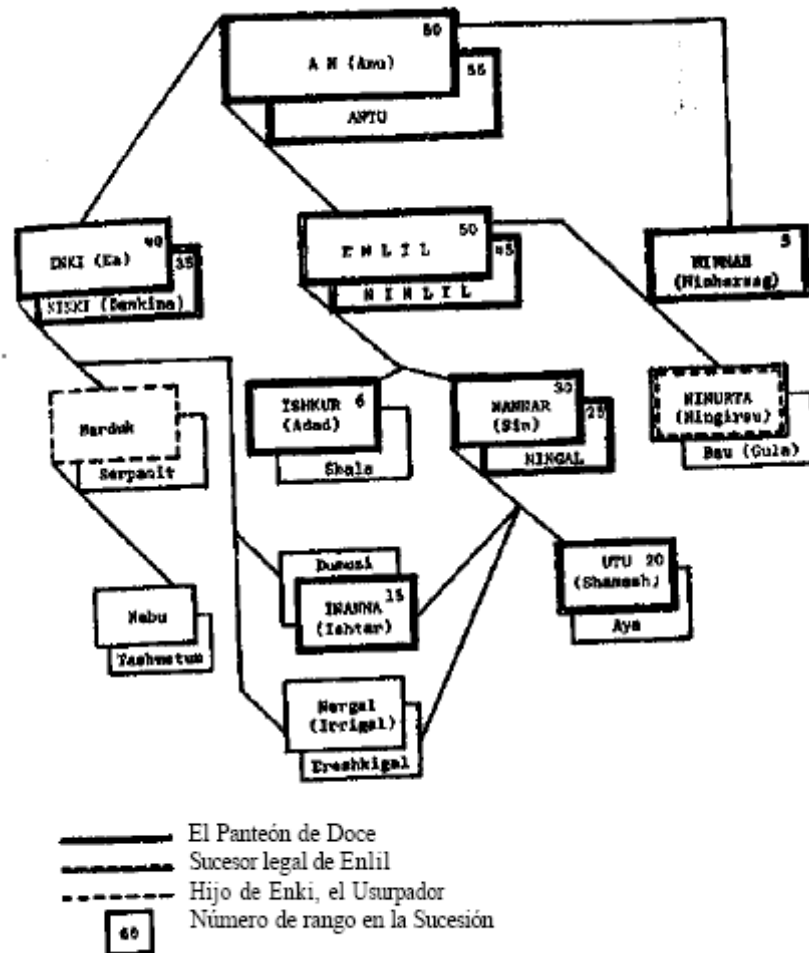 60
A N (Anu)
55
ANTU
40
ENKI (Ea)
35
NINKI (Damkina)
50
E N L I L
45
N I N L I L
5
NINMAH
(Ninharsag)
Marduk
Sarpanit
ISHKUR 6
(Adad)
Shala
30
NANNAR
(Sin)
25
NINGAL
NINURTA
(Ningirsu)
Bau (Gula)
Nabu
Tashmetum
Dumuzi
15
INANNA
(Ishtar)
UTU 20
(Shamash)
Aya
Nergal
(Irrigal)
Ereshkigal
El Panteón de Doce
Sucesor legal de Enlil
Hijo de Enki, el Usurpador
60
Número de rango en la Sucesión